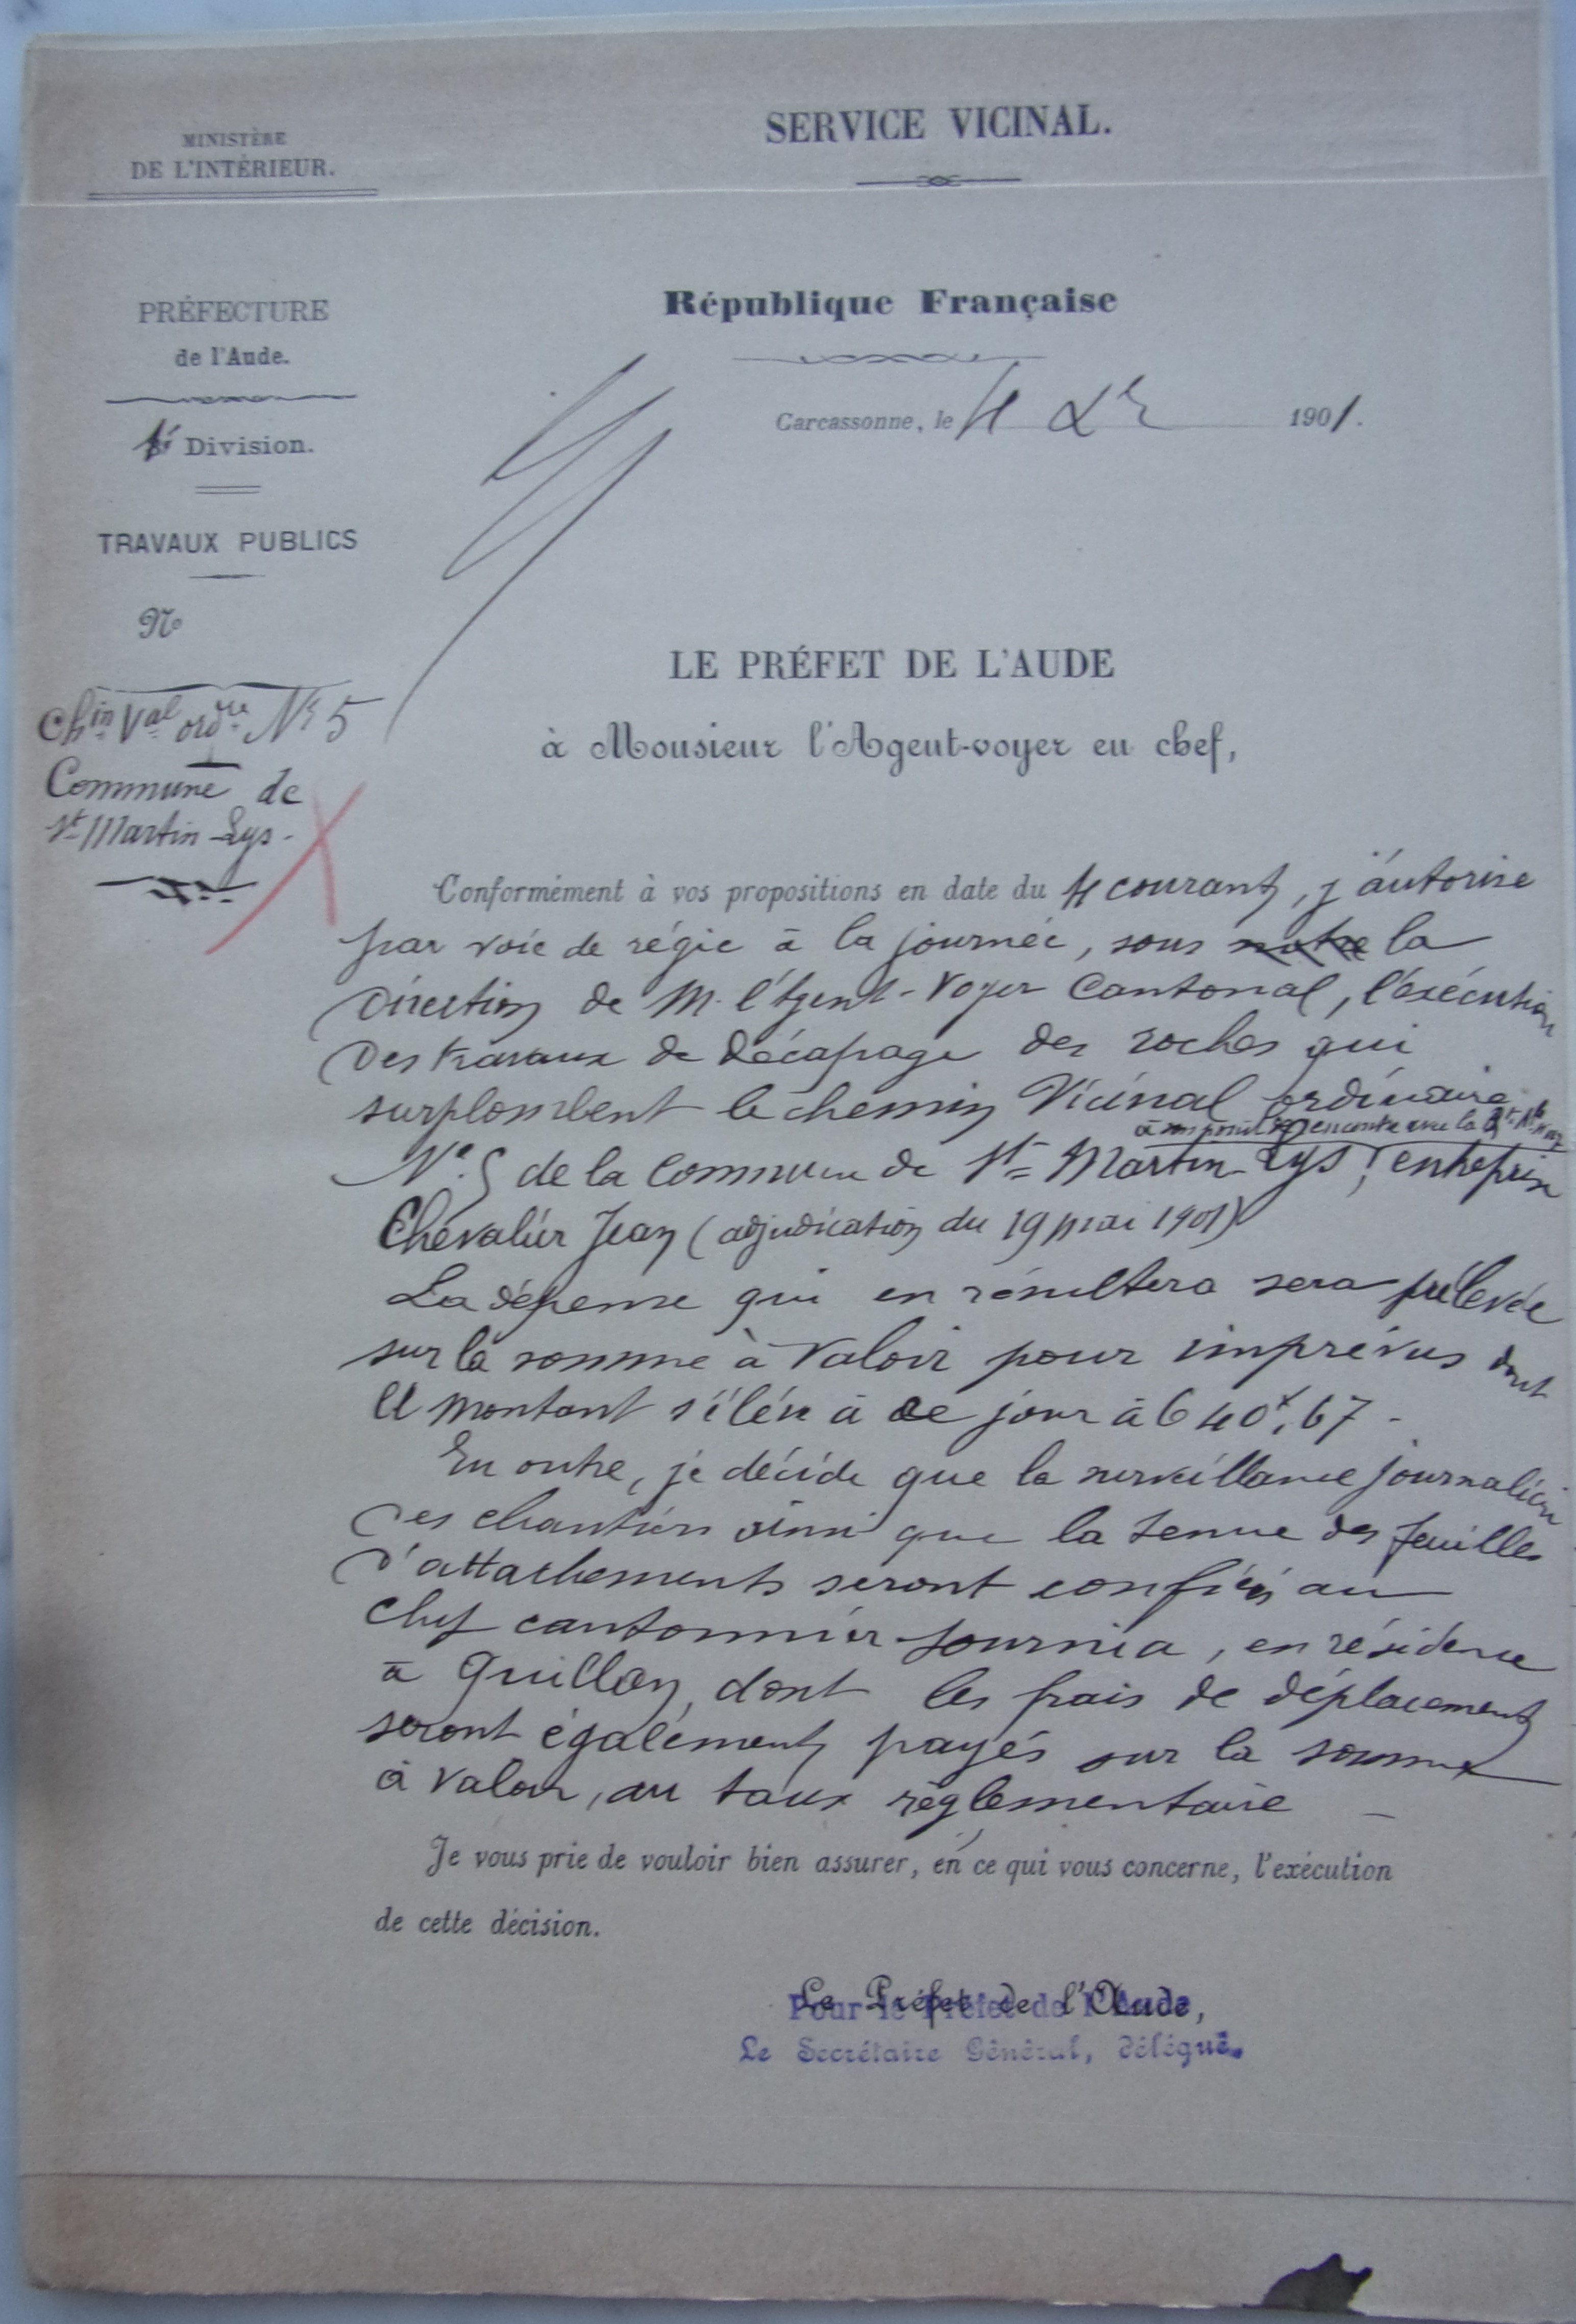 SERVICE VICINAL.
MINISTÈRE
DE L'INTÉRIEUR.
PRÉFECTURE
de l'Aude.
Division.
TRAVAUX PUBLICS
No
Chin Val ordre No 5
Commune de
St Martin-Lys-
République Française
Carcassonne, le 4 Xbre 1901.
LE PRÉFET DE L'AUDE
à Monsieur l'Agent-voyer en chef,
Conformément à vos propositions en date du 4 courant, j'autorise
par voie de régie à la journée, sous la
Direction de M. l'Agent-Voyer Cantonal, l'exécution
Des travaux de Décapage des roches qui
surplombent le chemin Vicinal ordinaire
à son point de rencontre avec la
No. 5 de la Commune de St Martin-Lys, entreprise
Chevalier Jean (adjudication du 19 mai 1901)
La dépense qui en résultera sera prélevée
sur la somme à Valoir pour imprévus dont
le montant s'élève à ce jour à 640f,67-
En outre, je décide que la surveillance journalière
Des chantiers ainsi que la tenue des feuilles
D'attachements seront confiés au
chef cantonnier Journia, en résidence
à Quillan, dont les frais de déplacement
seront également payés sur la somme
à valoir, au taux réglementaire -
Je vous prie de vouloir bien assurer, en ce qui vous concerne, l'exécution
de cette décision.
Le Préfet de l'Aude,
Pour le Préfet de l'Aude
Le Secrétaire Général, délégué.